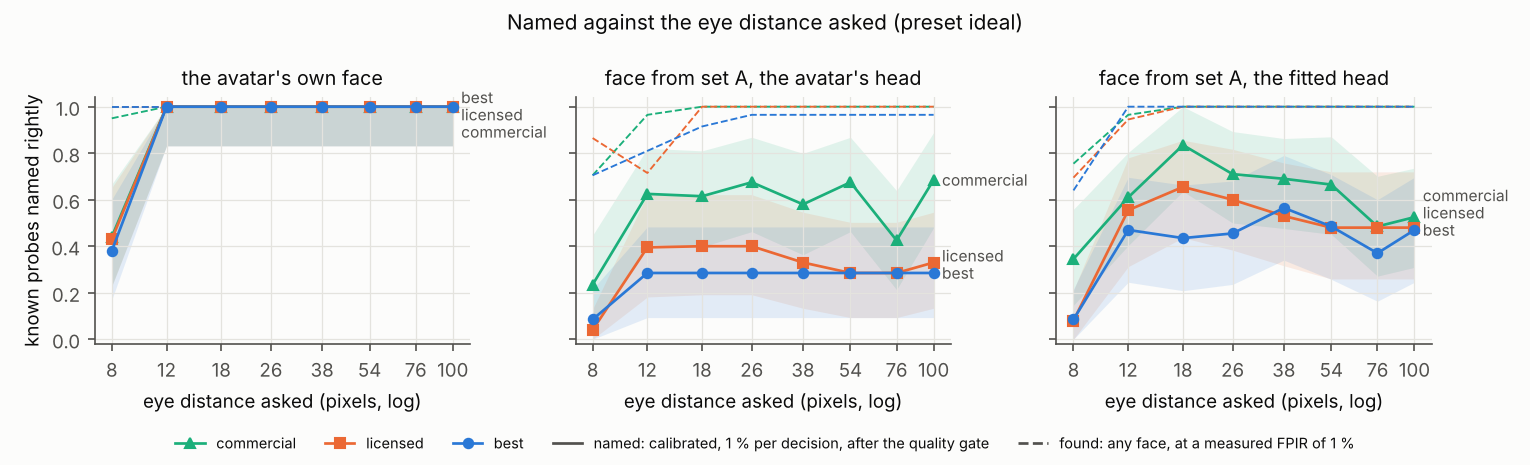 Named against the eye distance asked (preset ideal)
the avatar's own face
face from set A, the avatar's head
face from set A, the fitted head
known probes named rightly
1.0
0.8
0.6
0.4
0.2
0.0
best
licensed
commercial
commercial
licensed
best
commercial
licensed
best
8 12 18 26 38 54 76 100
8 12 18 26 38 54 76 100
8 12 18 26 38 54 76 100
eye distance asked (pixels, log)
eye distance asked (pixels, log)
eye distance asked (pixels, log)
commercial licensed best named: calibrated, 1 % per decision, after the quality gate found: any face, at a measured FPIR of 1 %